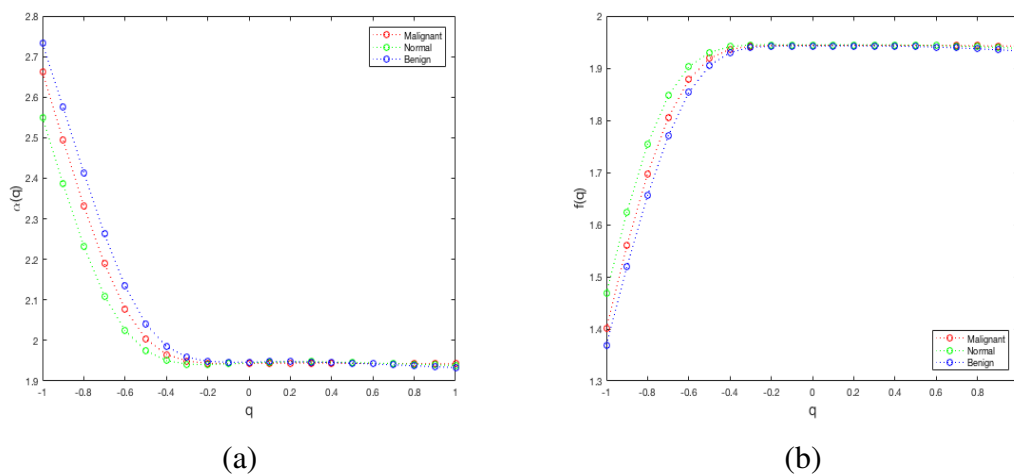 2.8
2.7
2.6
2.5
2.4
2.3
2.2
2.1
2
1.9
α(q)
-1 -0.8 -0.6 -0.4 -0.2 0 0.2 0.4 0.6 0.8 1
q
Malignant
Normal
Benign
(a)
2
1.9
1.8
1.7
1.6
1.5
1.4
1.3
f(q)
-1 -0.8 -0.6 -0.4 -0.2 0 0.2 0.4 0.6 0.8
q
Malignant
Normal
Benign
(b)